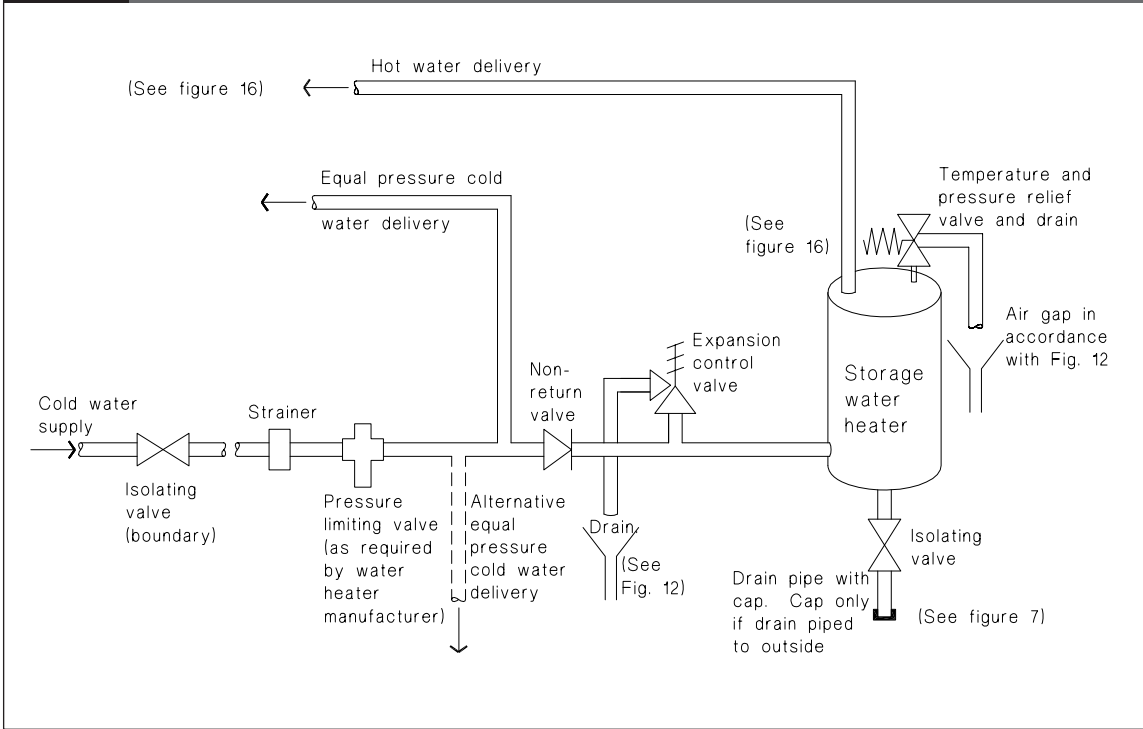 Hot water delivery
(See figure 16)
Equal pressure cold
water delivery
Temperature and
pressure relief
valve and drain
(See
figure 16)
Air gap in
accordance
with Fig. 12
Expansion
control
valve
Non-
return
valve
Storage
water
heater
Cold water
supply
Strainer
Isolating
valve
(boundary)
Pressure
limiting valve
(as required
by water
heater
manufacturer)
Alternative
equal
pressure
cold water
delivery
Drain
(See
Fig. 12)
Isolating
valve
Drain pipe with
cap. Cap only
if drain piped
to outside
(See figure 7)